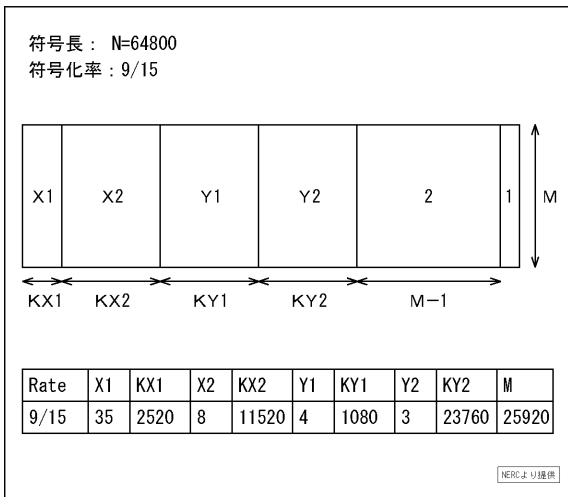 符号長： N=64800
符号化率：9/15
X1 X2 Y1 Y2 2 1 M
KX1 KX2 KY1 KY2 M−1
Rate X1 KX1 X2 KX2 Y1 KY1 Y2 KY2 M
9/15 35 2520 8 11520 4 1080 3 23760 25920
NERCより提供